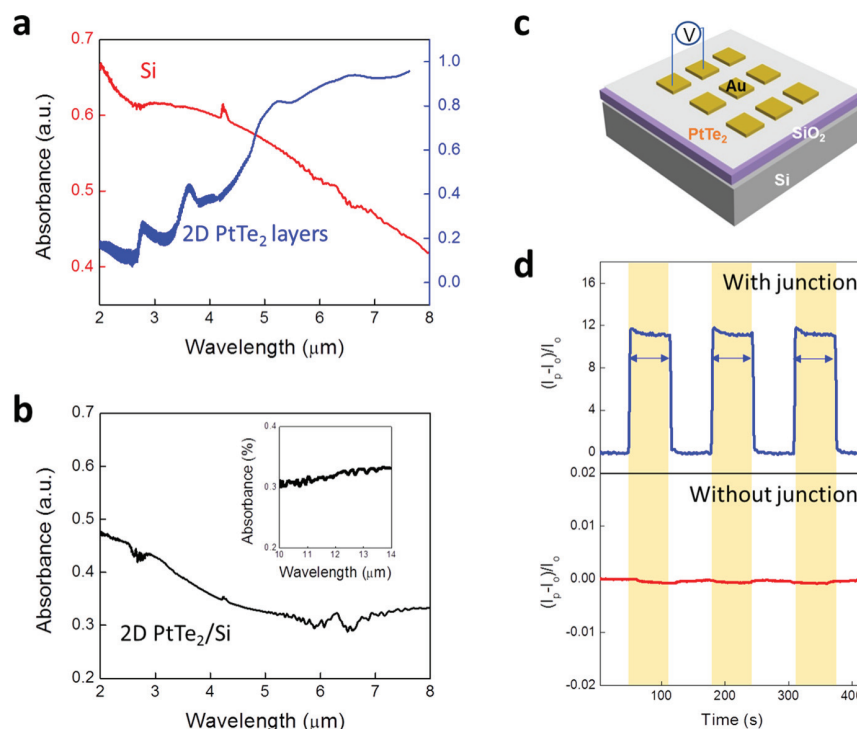 a
0.7
0.6
0.5
0.4
Absorbance (a.u.)
Si
2D PtTe₂ layers
1.0
0.8
0.6
0.4
0.2
0.0
2 3 4 5 6 7 8
Wavelength (μm)
b
0.7
0.6
0.5
0.4
0.3
0.2
Absorbance (a.u.)
2D PtTe₂/Si
0.4
0.3
0.2
Absorbance (%)
10 11 12 13 14
Wavelength (μm)
2 3 4 5 6 7 8
Wavelength (μm)
c
V
Au
PtTe₂
SiO₂
Si
d
With junction
16
12
8
4
0
(Iₚ-Iₒ)/Iₒ
Without junction
0.02
0.01
0.00
-0.01
-0.02
(Iₚ-Iₒ)/Iₒ
100 200 300 400
Time (s)